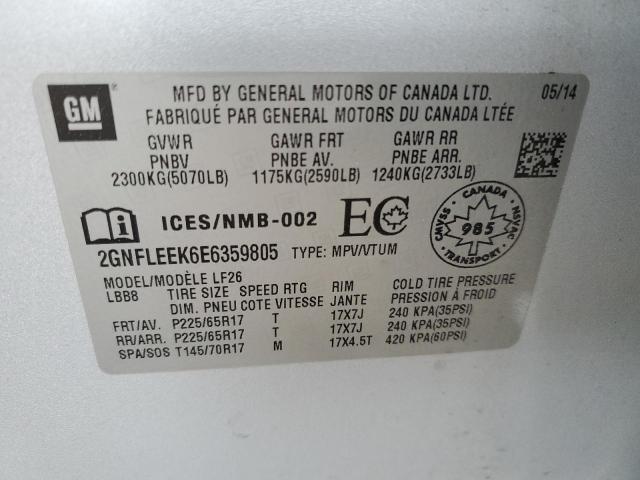 GM
MFD BY GENERAL MOTORS OF CANADA LTD. 05/14
FABRIQUÉ PAR GENERAL MOTORS DU CANADA LTÉE
GVWR GAWR FRT GAWR RR
PNBV PNBE AV. PNBE ARR.
2300KG(5070LB) 1175KG(2590LB) 1240KG(2733LB)
ICES/NMB-002 EC
CANADA CMVSS NSVAC 985 TRANSPORT
2GNFLEEK6E6359805 TYPE: MPV/VTUM
MODEL/MODÈLE LF26
LBB8 TIRE SIZE SPEED RTG RIM COLD TIRE PRESSURE
DIM. PNEU COTE VITESSE JANTE PRESSION À FROID
FRT/AV. P225/65R17 T 17X7J 240 KPA(35PSI)
RR/ARR. P225/65R17 T 17X7J 240 KPA(35PSI)
SPA/SOS T145/70R17 M 17X4.5T 420 KPA(60PSI)